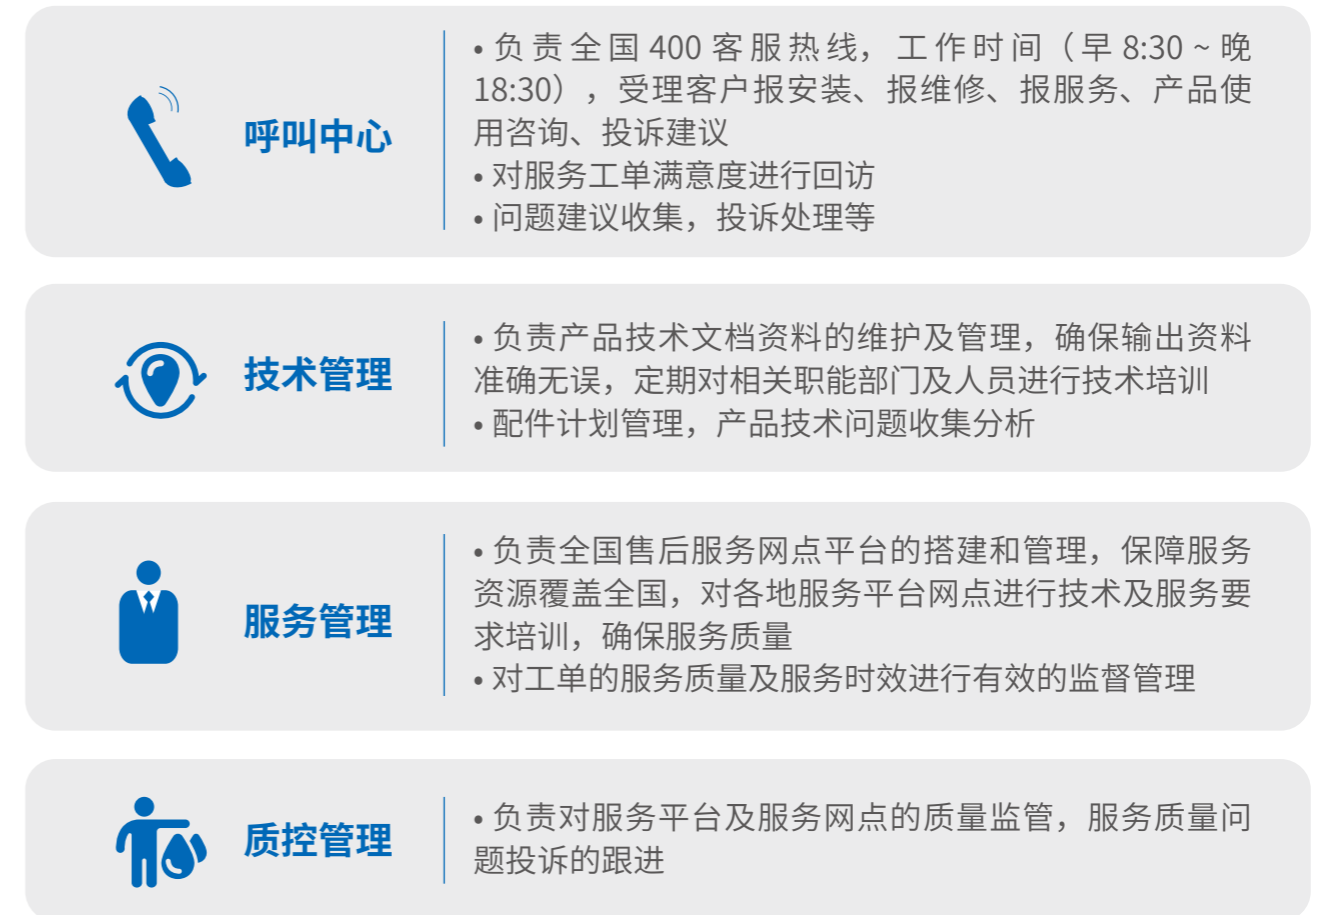 呼叫中心
• 负责全国 400 客服热线，工作时间（早 8:30 ~ 晚
18:30），受理客户报安装、报维修、报服务、产品使
用咨询、投诉建议
• 对服务工单满意度进行回访
• 问题建议收集，投诉处理等
技术管理
• 负责产品技术文档资料的维护及管理，确保输出资料
准确无误，定期对相关职能部门及人员进行技术培训
• 配件计划管理，产品技术问题收集分析
服务管理
• 负责全国售后服务网点平台的搭建和管理，保障服务
资源覆盖全国，对各地服务平台网点进行技术及服务要
求培训，确保服务质量
• 对工单的服务质量及服务时效进行有效的监督管理
质控管理
• 负责对服务平台及服务网点的质量监管，服务质量问
题投诉的跟进